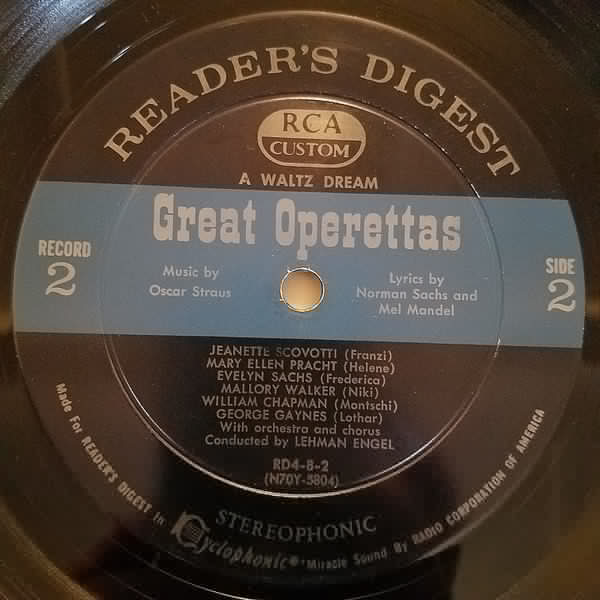 READER'S DIGEST
RCA
CUSTOM
A WALTZ DREAM
Great Operettas
RECORD
2
SIDE
2
Music by
Oscar Straus
Lyrics by
Norman Sachs and
Mel Mandel
JEANETTE SCOVOTTI (Franzi)
MARY ELLEN PRACHT (Helene)
EVELYN SACHS (Frederica)
MALLORY WALKER (Niki)
WILLIAM CHAPMAN (Montschi)
GEORGE GAYNES (Lothar)
With orchestra and chorus
Conducted by LEHMAN ENGEL
RD4-8-2
(N70Y-5804)
STEREOPHONIC
Made For READER'S DIGEST In Cyclophonic® "Miracle Sound" By RADIO CORPORATION OF AMERICA